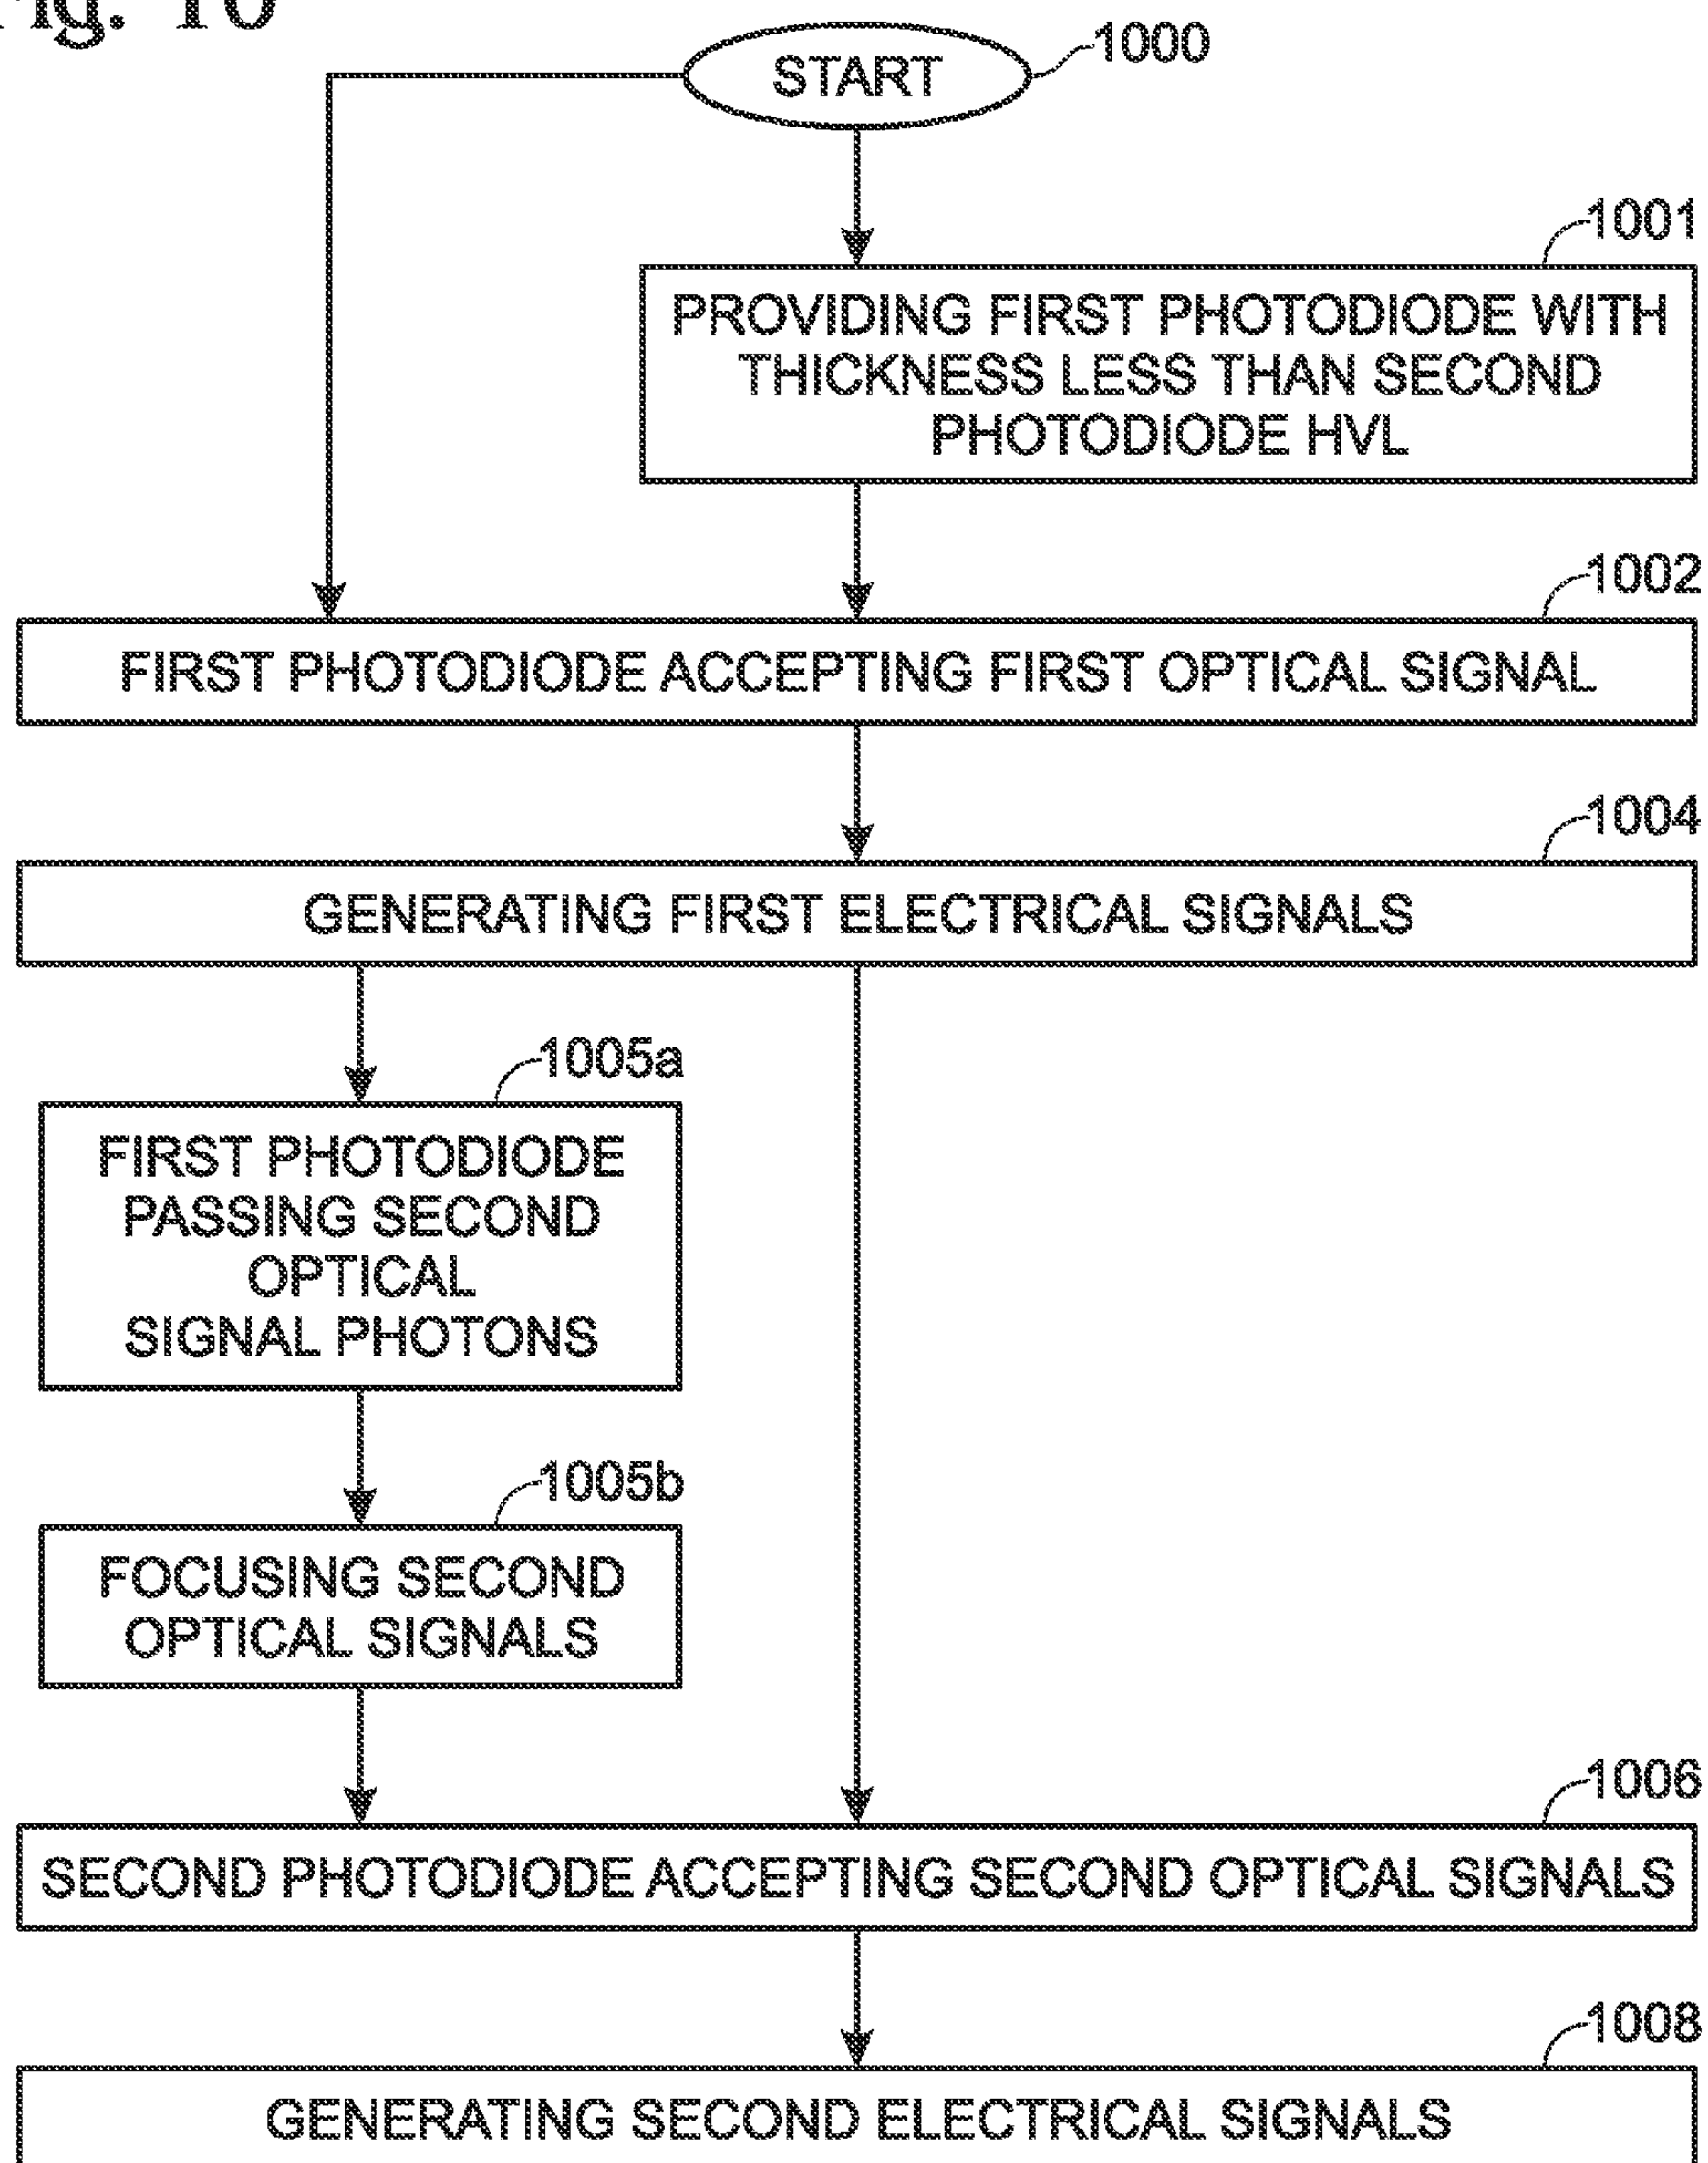 Fig. 10
START
1000
1001
PROVIDING FIRST PHOTODIODE WITH
THICKNESS LESS THAN SECOND
PHOTODIODE HVL
1002
FIRST PHOTODIODE ACCEPTING FIRST OPTICAL SIGNAL
1004
GENERATING FIRST ELECTRICAL SIGNALS
1005a
FIRST PHOTODIODE
PASSING SECOND
OPTICAL
SIGNAL PHOTONS
1005b
FOCUSING SECOND
OPTICAL SIGNALS
1006
SECOND PHOTODIODE ACCEPTING SECOND OPTICAL SIGNALS
1008
GENERATING SECOND ELECTRICAL SIGNALS